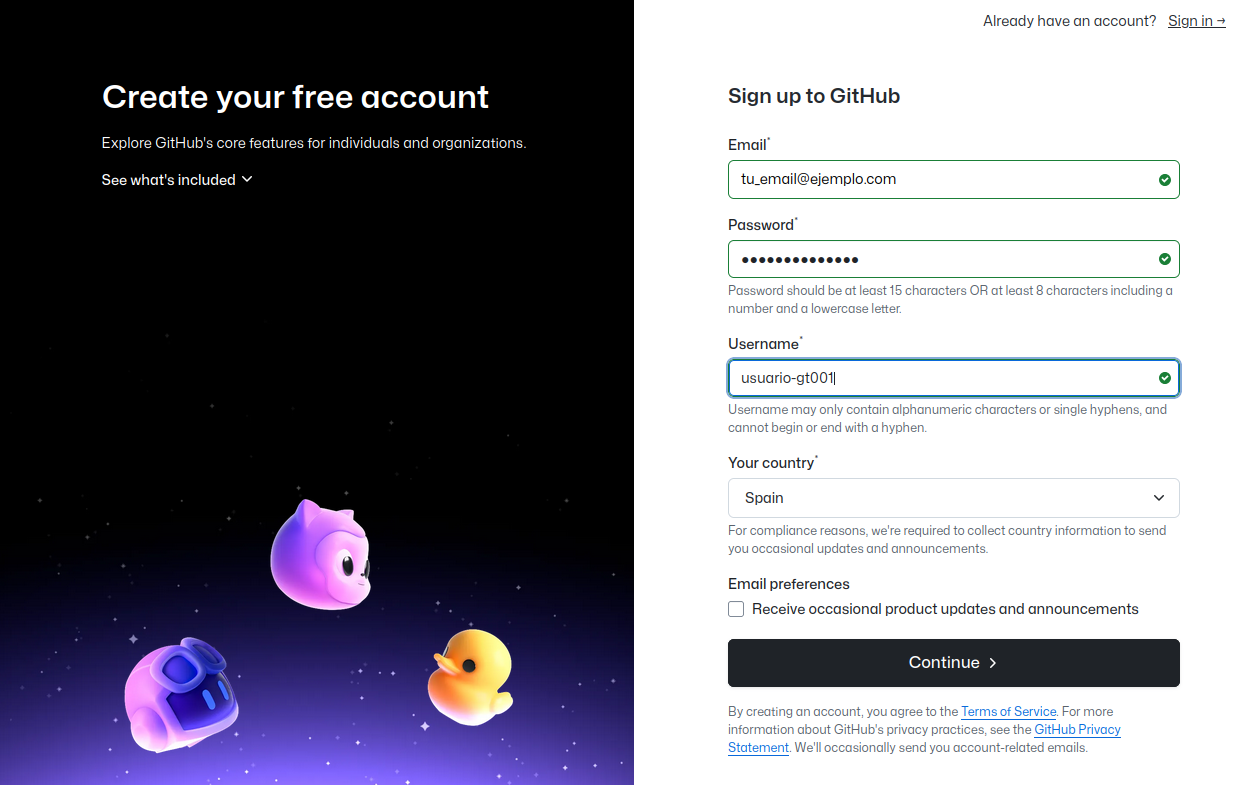 Already have an account? Sign in →
Create your free account
Explore GitHub's core features for individuals and organizations.
See what's included
Sign up to GitHub
Email*
tu_email@ejemplo.com
Password*
••••••••••••••
Password should be at least 15 characters OR at least 8 characters including a
number and a lowercase letter.
Username*
usuario-gt001
Username may only contain alphanumeric characters or single hyphens, and
cannot begin or end with a hyphen.
Your country*
Spain
For compliance reasons, we're required to collect country information to send
you occasional updates and announcements.
Email preferences
Receive occasional product updates and announcements
Continue
By creating an account, you agree to the Terms of Service. For more
information about GitHub's privacy practices, see the GitHub Privacy
Statement. We'll occasionally send you account-related emails.